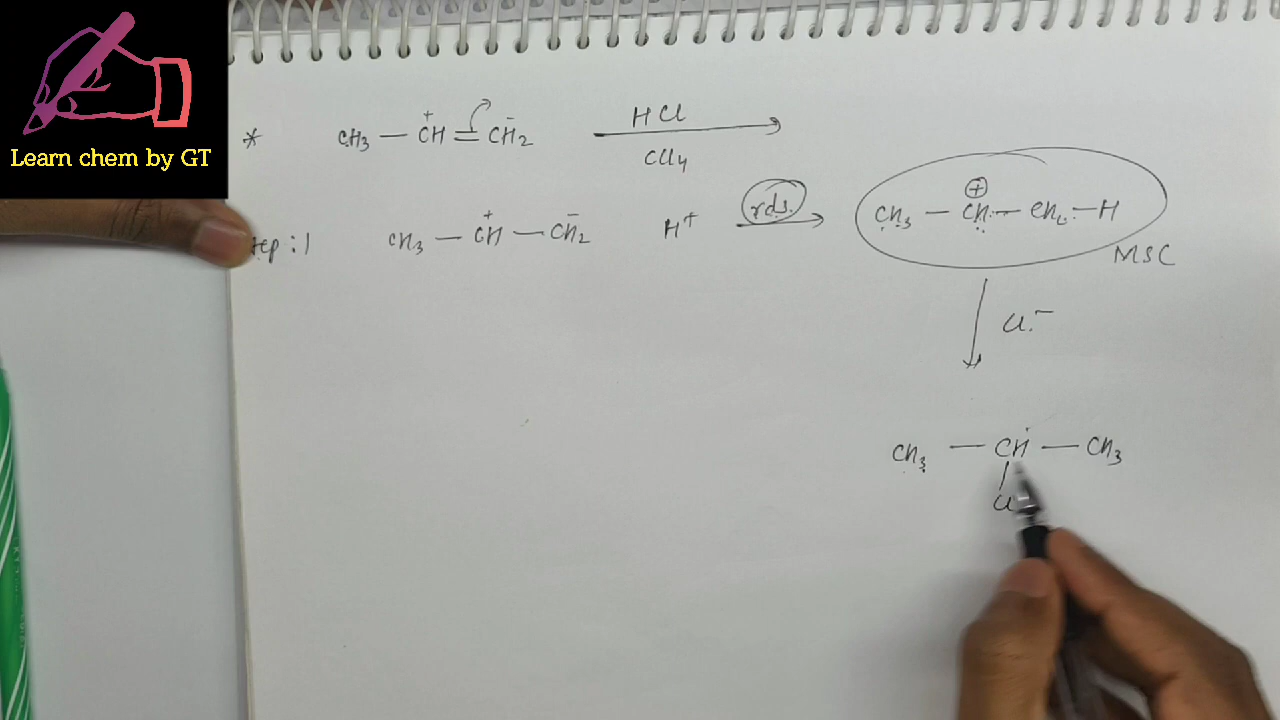 Learn chem by GT
* CH3 — CH+ = CH2- HCl CCl4
tep : 1 CH3 — CH+ — CH2- H+ rds CH3 — CH⊕ — CH2 — H
MSC
Cl-
CH3 — CH — CH3
Cl